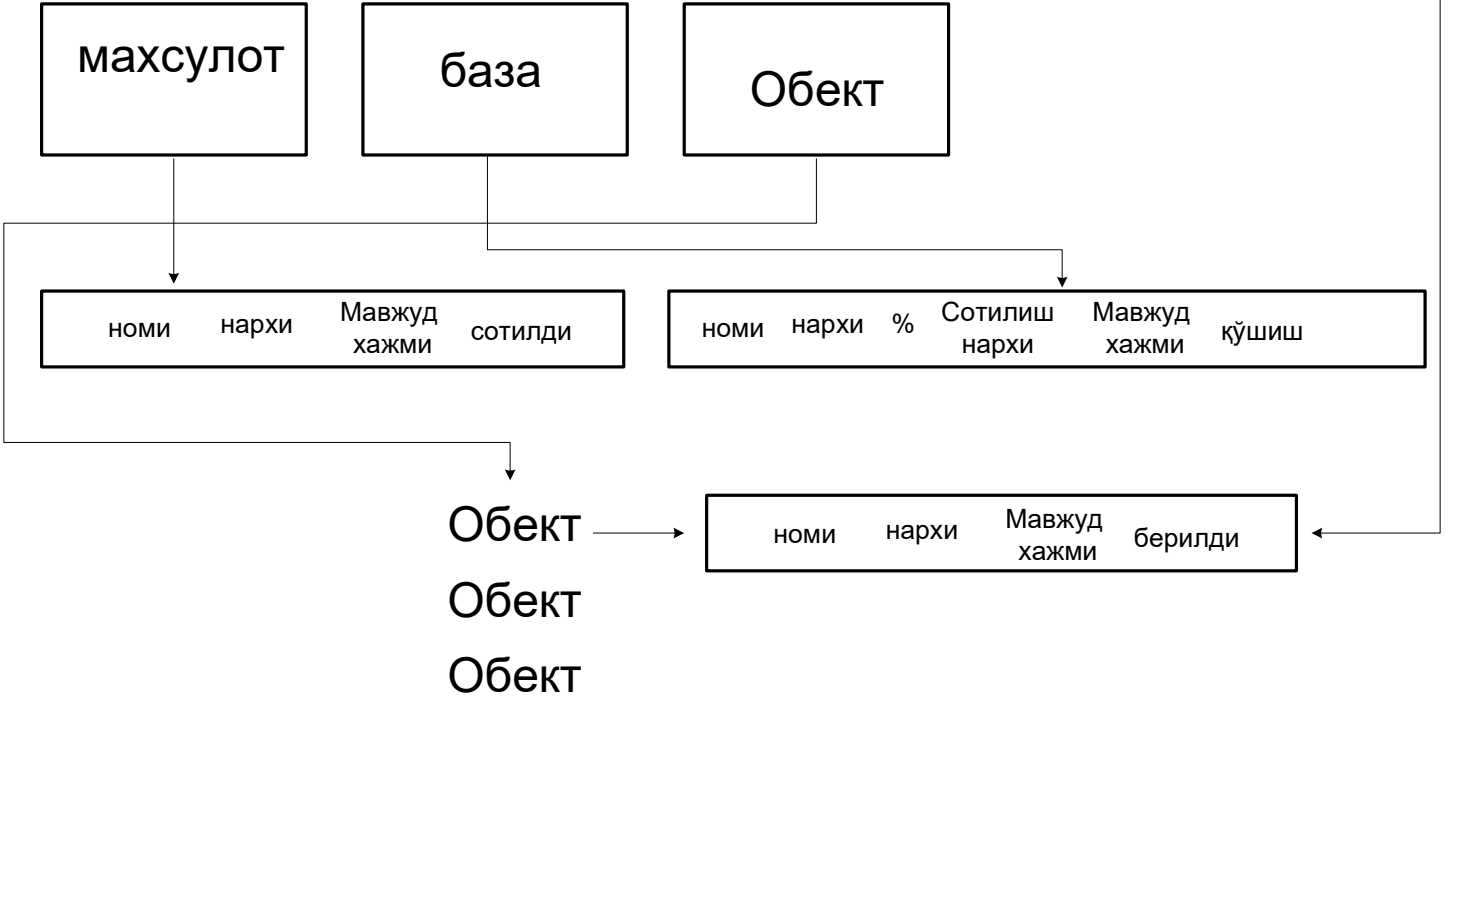 махсулот
база
Обект
номи
нархи
Мавжуд
хажми
сотилди
номи
нархи
%
Сотилиш
нархи
Мавжуд
хажми
қўшиш
Обект
номи
нархи
Мавжуд
хажми
берилди
Обект
Обект